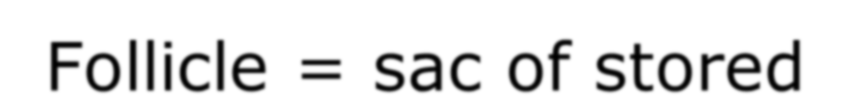 Follicle = sac of stored